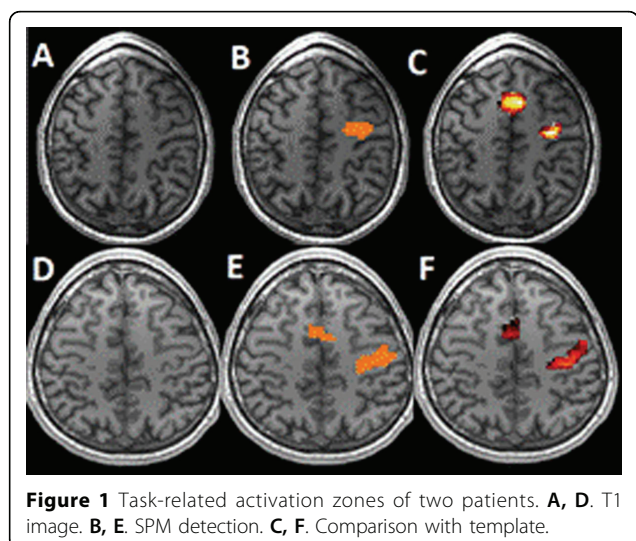 A B C
D E F
Figure 1 Task-related activation zones of two patients. A, D. T1
image. B, E. SPM detection. C, F. Comparison with template.